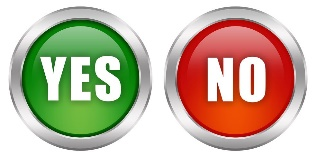 YES NO